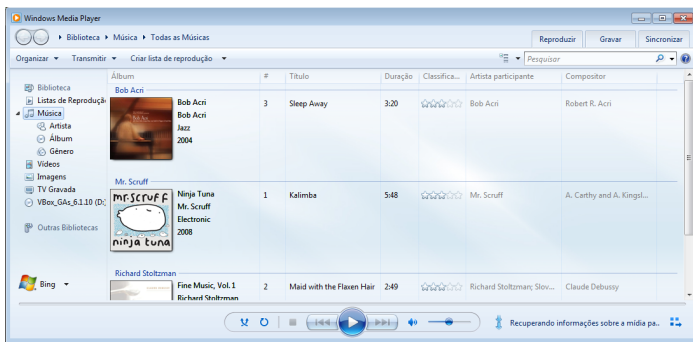 Windows Media Player
Biblioteca Música Todas as Músicas
Reproduzir Gravar Sincronizar
Organizar Transmitir Criar lista de reprodução
Pesquisar
Álbum # Título Duração Classifica... Artista participante Compositor
Biblioteca
Listas de Reproduçã
Música
Artista
Álbum
Gênero
Vídeos
Imagens
TV Gravada
VBox_GAs_6.1.10 (D:)
Outras Bibliotecas
Bing
Bob Acri
Bob Acri 3 Sleep Away 3:20 Bob Acri Robert R. Acri
Bob Acri
Jazz
2004
Mr. Scruff
mr.scruff
ninja tuna
Ninja Tuna 1 Kalimba 5:48 Mr. Scruff A. Carthy and A. Kingsl...
Mr. Scruff
Electronic
2008
Richard Stoltzman
Fine Music, Vol. 1 2 Maid with the Flaxen Hair 2:49 Richard Stoltzman; Slov... Claude Debussy
Richard Stoltzman
Recuperando informações sobre a mídia pa..